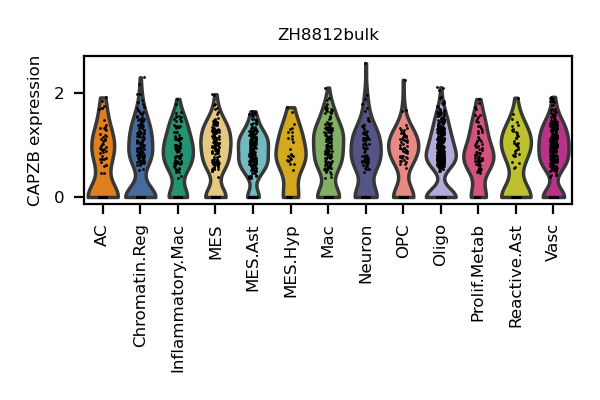 ZH8812bulk
CAPZB expression
2
0
AC
Chromatin.Reg
Inflammatory.Mac
MES
MES.Ast
MES.Hyp
Mac
Neuron
OPC
Oligo
Prolif.Metab
Reactive.Ast
Vasc